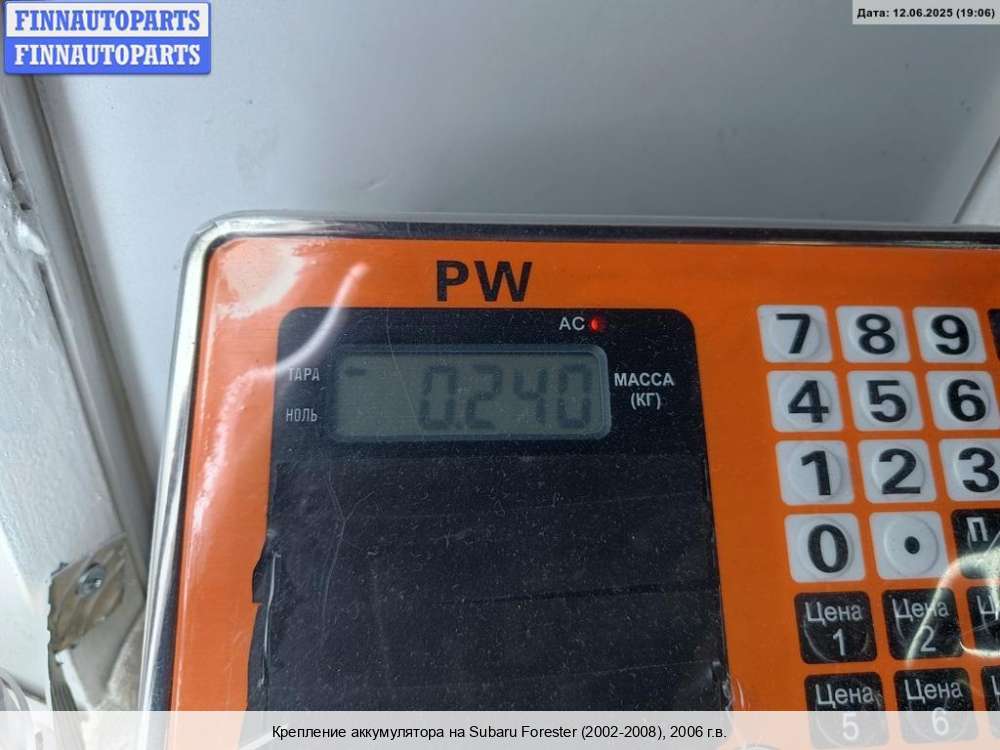 FINNAUTOPARTS
FINNAUTOPARTS
Дата: 12.06.2025 (19:06)
PW
AC
ТАРА
НОЛЬ
0.240
МАССА
(КГ)
7 8 9
4 5 6
1 2 3
0 .
П
Цена 1
Цена 2
Ц
Цена 5
Цена 6
Крепление аккумулятора на Subaru Forester (2002-2008), 2006 г.в.